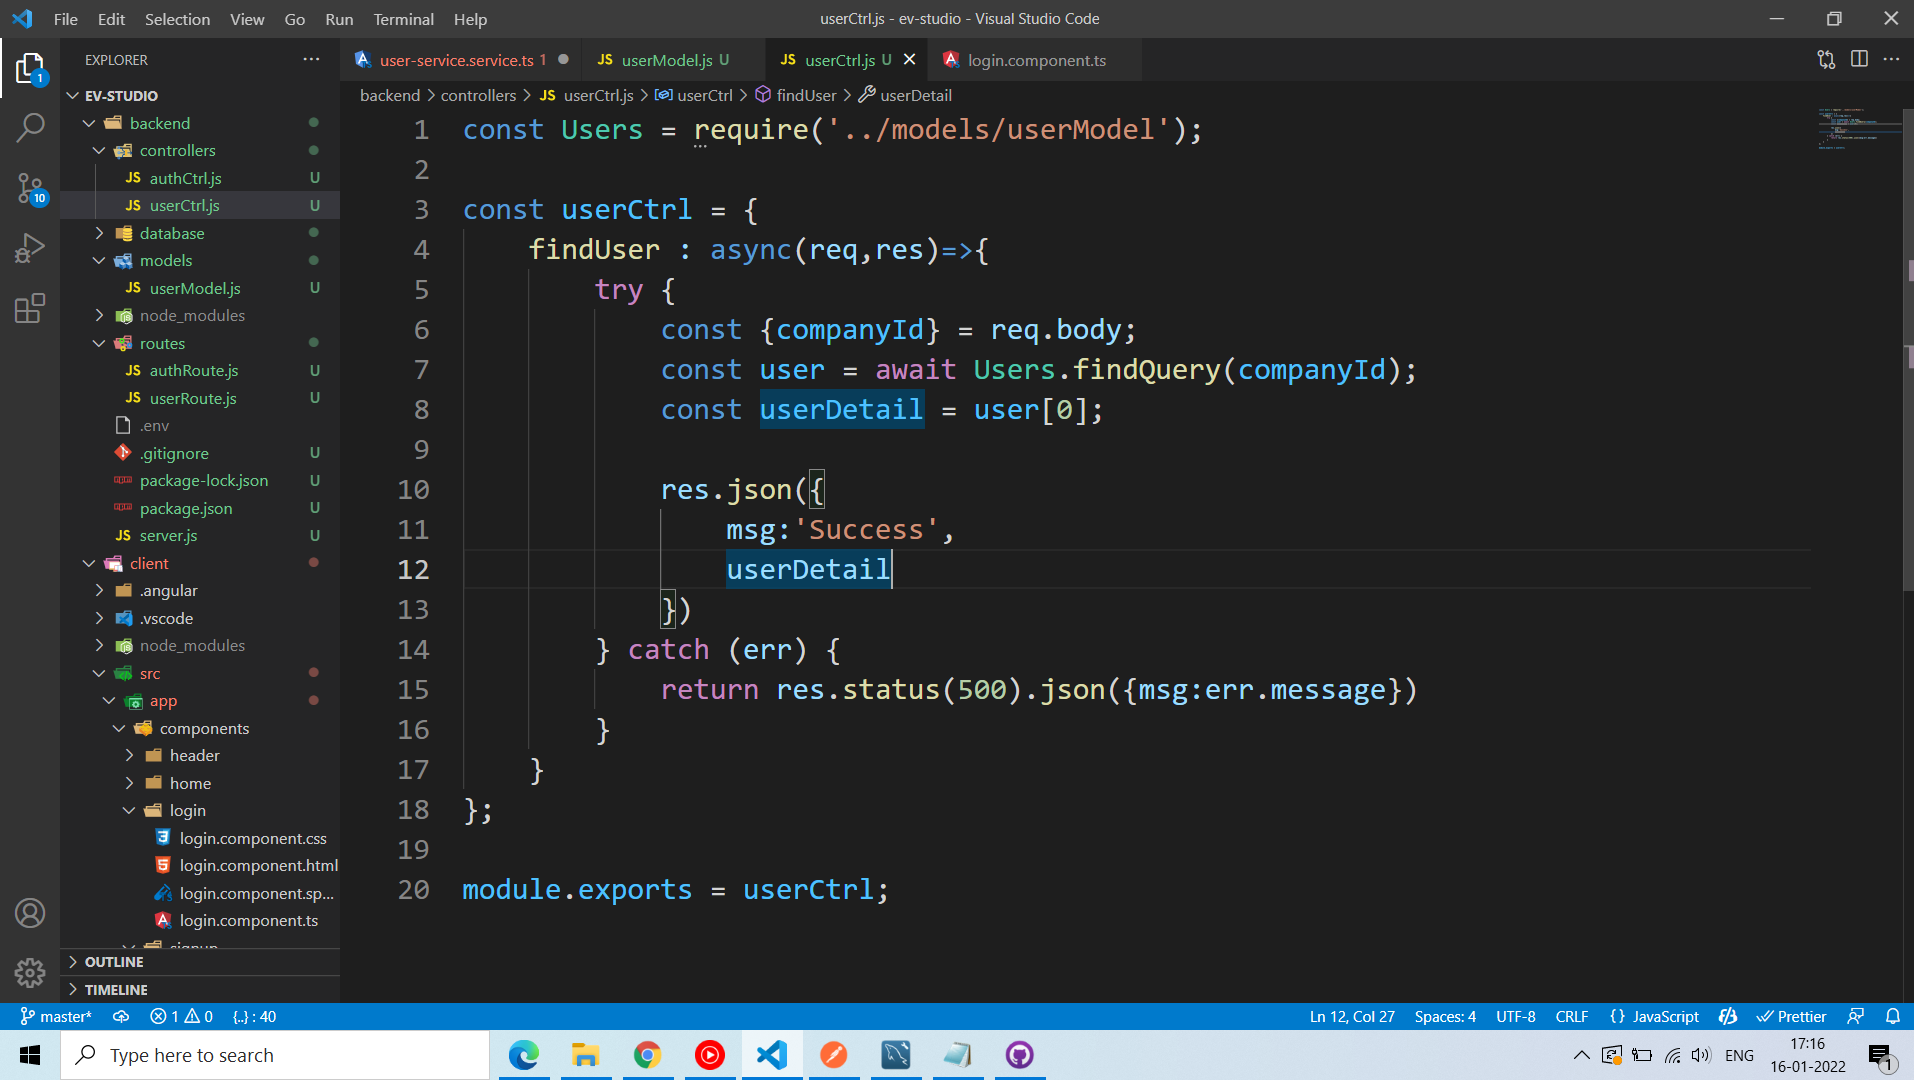 File Edit Selection View Go Run Terminal Help
userCtrl.js - ev-studio - Visual Studio Code
EXPLORER
user-service.service.ts 1
JS userModel.js U
JS userCtrl.js U
login.component.ts
backend > controllers > JS userCtrl.js > userCtrl > findUser > userDetail
1
EV-STUDIO
backend
controllers
JS authCtrl.js U
JS userCtrl.js U
database
models
JS userModel.js U
node_modules
routes
JS authRoute.js U
JS userRoute.js U
.env
.gitignore U
package-lock.json U
package.json U
JS server.js U
client
.angular
.vscode
node_modules
src
app
components
header
home
login
login.component.css
login.component.html
login.component.sp...
login.component.ts
OUTLINE
TIMELINE
10
1 const Users = require('../models/userModel');
2
3 const userCtrl = {
4 findUser : async(req,res)=>{
5 try {
6 const {companyId} = req.body;
7 const user = await Users.findQuery(companyId);
8 const userDetail = user[0];
9
10 res.json({
11 msg:'Success',
12 userDetail
13 })
14 } catch (err) {
15 return res.status(500).json({msg:err.message})
16 }
17 }
18 };
19
20 module.exports = userCtrl;
master* 1 0 {..} : 40
Ln 12, Col 27 Spaces: 4 UTF-8 CRLF {} JavaScript Prettier
Type here to search
ENG
17:16
16-01-2022
1